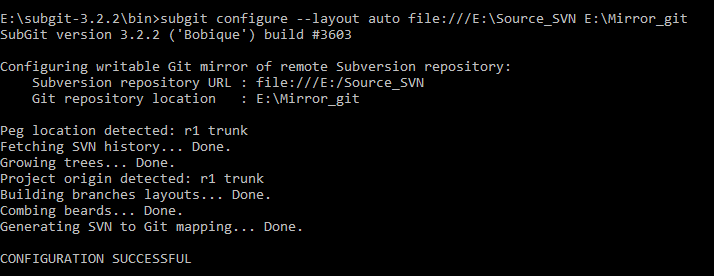 E:\subgit-3.2.2\bin>subgit configure --layout auto file:///E:\Source_SVN E:\Mirror_git
SubGit version 3.2.2 ('Bobique') build #3603
Configuring writable Git mirror of remote Subversion repository:
Subversion repository URL : file:///E:/Source_SVN
Git repository location   : E:\Mirror_git
Peg location detected: r1 trunk
Fetching SVN history... Done.
Growing trees... Done.
Project origin detected: r1 trunk
Building branches layouts... Done.
Combing beards... Done.
Generating SVN to Git mapping... Done.
CONFIGURATION SUCCESSFUL